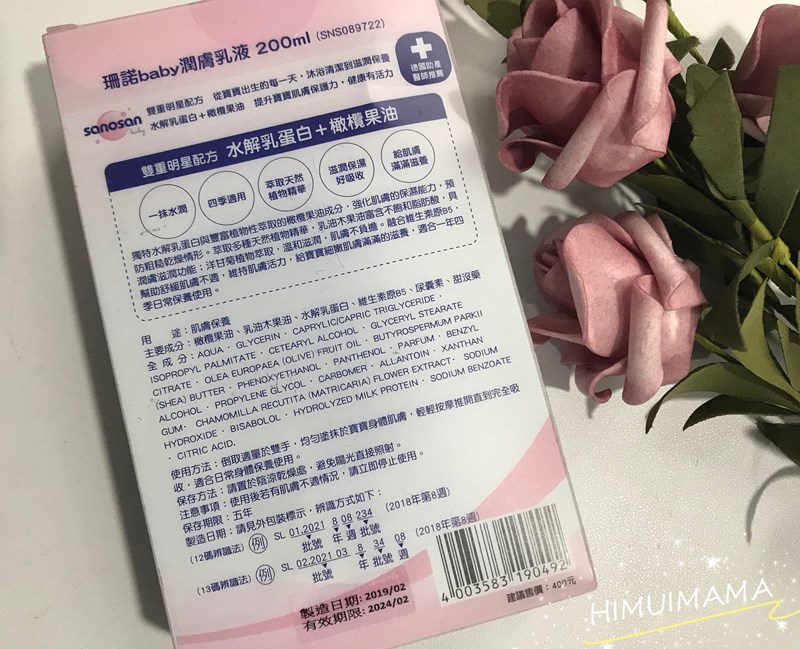 珊諾baby潤膚乳液 200ml (SNS089722)
德國助產
醫師推薦
sanosan
baby
雙重明星配方 從寶寶出生的每一天，沐浴清潔到滋潤保養
水解乳蛋白＋橄欖果油 提升寶寶肌膚保護力，健康有活力
雙重明星配方 水解乳蛋白＋橄欖果油
一抹水潤
四季適用
萃取天然
植物精華
滋潤保濕
好吸收
給肌膚
滿滿滋養
獨特水解乳蛋白與豐富植物性萃取的橄欖果油成分，強化肌膚的保濕能力，預
防粗糙乾燥情形。萃取多種天然植物精華，乳油木果油富含不飽和脂肪酸，具
潤膚滋潤功能；洋甘菊植物萃取，溫和滋潤，肌膚不負擔。融合維生素原B5，
幫助舒緩肌膚不適，維持肌膚活力，給寶寶細嫩肌膚滿滿的滋養，適合一年四
季日常保養使用。
用 途：肌膚保養
主要成分：橄欖果油、乳油木果油、水解乳蛋白、維生素原B5、尿囊素、甜沒藥
全 成 分：AQUA、GLYCERIN、CAPRYLIC/CAPRIC TRIGLYCERIDE、
ISOPROPYL PALMITATE、CETEARYL ALCOHOL、GLYCERYL STEARATE
CITRATE、OLEA EUROPAEA (OLIVE) FRUIT OIL、BUTYROSPERMUM PARKII
(SHEA) BUTTER、PHENOXYETHANOL、PANTHENOL、PARFUM、BENZYL
ALCOHOL、PROPYLENE GLYCOL、CARBOMER、ALLANTOIN、XANTHAN
GUM、CHAMOMILLA RECUTITA (MATRICARIA) FLOWER EXTRACT、SODIUM
HYDROXIDE、BISABOLOL、HYDROLYZED MILK PROTEIN、SODIUM BENZOATE
、CITRIC ACID.
使用方法：倒取適量於雙手，均勻塗抹於寶寶身體肌膚，輕輕按摩推開直到完全吸
收，適合日常身體保養使用。
保存方法：請置於陰涼乾燥處，避免陽光直接照射。
注意事項：使用後若有肌膚不適情況，請立即停止使用。
保存期限：五年
製造日期：請見外包裝標示，辨識方式如下：
(12碼辨識法) 例 SL 01.2021 8 08 234 (2018年第8週)
批號 年 週 批號
(13碼辨識法) 例 SL 02.2021 03 8 34 08 (2018年第8週)
批號 年 批號 週
製造日期: 2019/02
有效期限: 2024/02
4 003583 190492
建議售價：409元
HIMUIMAMA